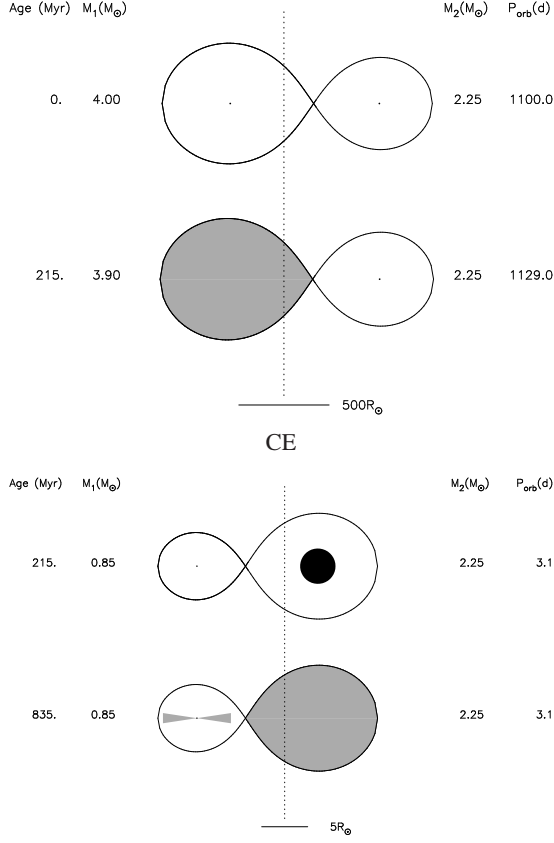 Age (Myr) M₁(M☉) M₂(M☉) Pₒᵣb(d)
0. 4.00 2.25 1100.0
215. 3.90 2.25 1129.0
500R☉
CE
Age (Myr) M₁(M☉) M₂(M☉) Pₒᵣb(d)
215. 0.85 2.25 3.1
835. 0.85 2.25 3.1
5R☉